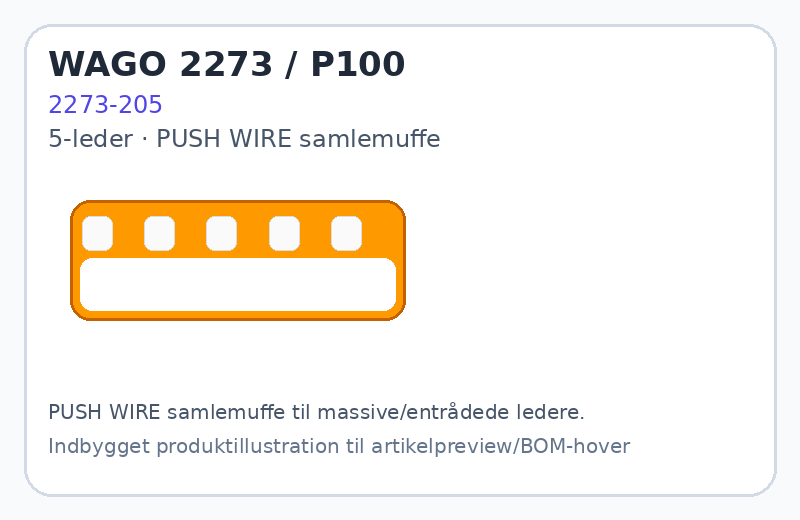 WAGO 2273 / P100
2273-205
5-leder · PUSH WIRE samlemuffe
PUSH WIRE samlemuffe til massive/entrådede ledere.
Indbygget produktillustration til artikelpreview/BOM-hover